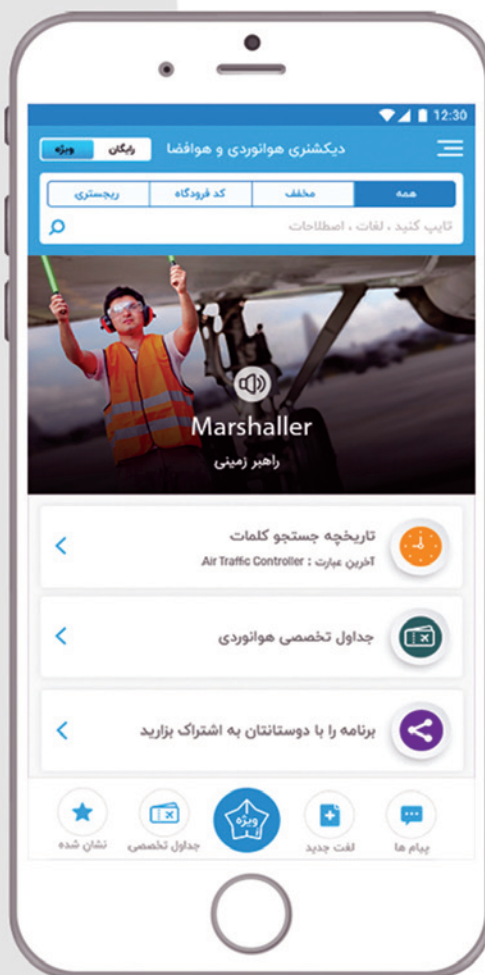 12:30
دیکشنری هوانوردی و هوافضا
رایگان
ویژه
همه
مخفف
کد فرودگاه
ریجستری
تایپ کنید ، لغات ، اصطلاحات
Marshaller
راهبر زمینی
تاریخچه جستجو کلمات
آخرین عبارت : Air Traffic Controller
جداول تخصصی هوانوردی
برنامه را با دوستانتان به اشتراک بزارید
پیام ها
لغت جدید
ویژه
جداول تخصصی
نشان شده